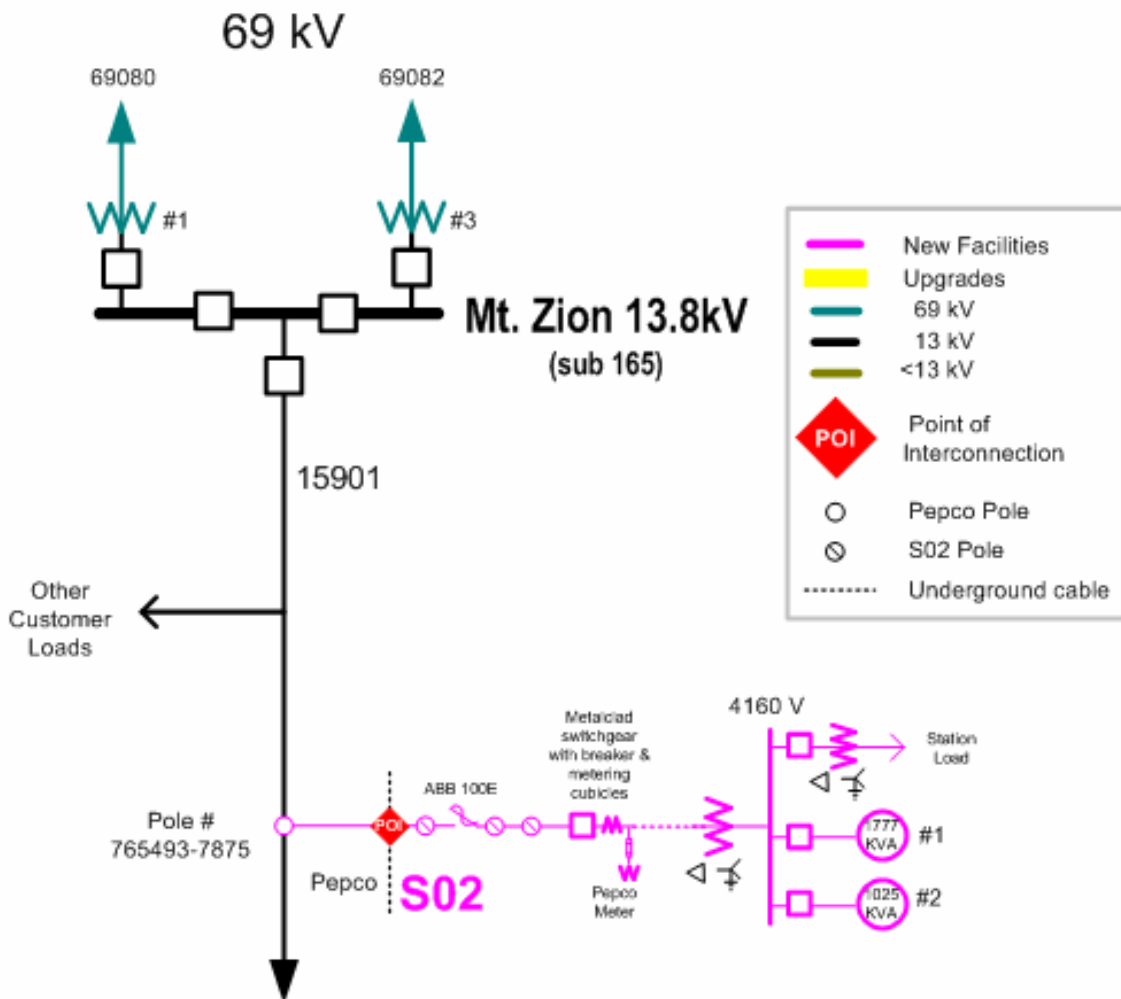 69 kV
69080
69082
#1
#3
Mt. Zion 13.8kV
(sub 165)
15901
Other
Customer
Loads
Pole #
765493-7875
Pepco
POI
S02
ABB 100E
Metalclad
switchgear
with breaker &
metering
cubicles
Pepco
Meter
4160 V
Station
Load
1777
KVA
#1
1025
KVA
#2
New Facilities
Upgrades
69 kV
13 kV
<13 kV
POI
Point of
Interconnection
Pepco Pole
S02 Pole
Underground cable